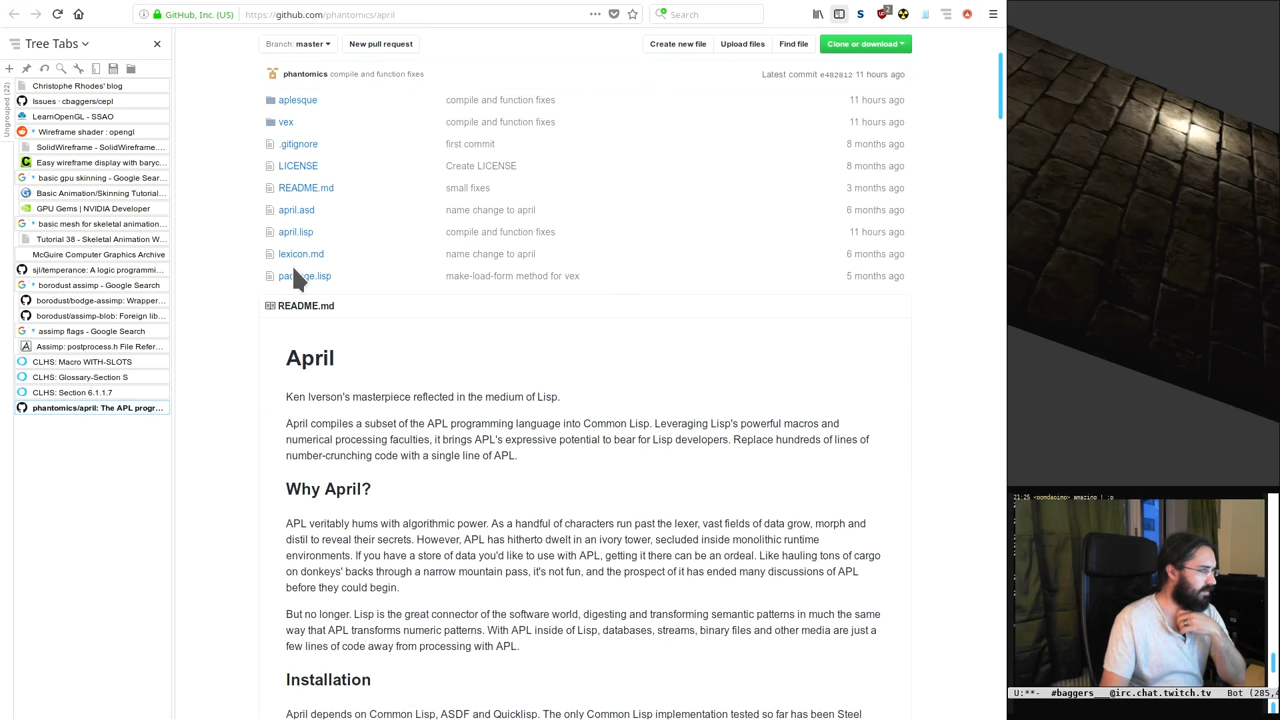 GitHub, Inc. (US)
https://github.com/phantomics/april
Search
2
Tree Tabs
Ungrouped (22)
Christophe Rhodes' blog
Issues · cbaggers/cepl
LearnOpenGL - SSAO
Wireframe shader : opengl
SolidWireframe - SolidWireframe....
Easy wireframe display with baryc...
basic gpu skinning - Google Sear...
Basic Animation/Skinning Tutorial...
GPU Gems | NVIDIA Developer
basic mesh for skeletal animation...
Tutorial 38 - Skeletal Animation W...
McGuire Computer Graphics Archive
sjl/temperance: A logic programmi...
borodust assimp - Google Search
borodust/bodge-assimp: Wrapper...
borodust/assimp-blob: Foreign lib...
assimp flags - Google Search
Assimp: postprocess.h File Refer...
CLHS: Macro WITH-SLOTS
CLHS: Glossary-Section S
CLHS: Section 6.1.1.7
phantomics/april: The APL progr...
Branch: master
New pull request
Create new file
Upload files
Find file
Clone or download
phantomics compile and function fixes
Latest commit e482812 11 hours ago
aplesque compile and function fixes 11 hours ago
vex compile and function fixes 11 hours ago
.gitignore first commit 8 months ago
LICENSE Create LICENSE 8 months ago
README.md small fixes 3 months ago
april.asd name change to april 6 months ago
april.lisp compile and function fixes 11 hours ago
lexicon.md name change to april 6 months ago
package.lisp make-load-form method for vex 5 months ago
README.md
April
Ken Iverson's masterpiece reflected in the medium of Lisp.
April compiles a subset of the APL programming language into Common Lisp. Leveraging Lisp's powerful macros and
numerical processing faculties, it brings APL's expressive potential to bear for Lisp developers. Replace hundreds of lines of
number-crunching code with a single line of APL.
Why April?
APL veritably hums with algorithmic power. As a handful of characters run past the lexer, vast fields of data grow, morph and
distil to reveal their secrets. However, APL has hitherto dwelt in an ivory tower, secluded inside monolithic runtime
environments. If you have a store of data you'd like to use with APL, getting it there can be an ordeal. Like hauling tons of cargo
on donkeys' backs through a narrow mountain pass, it's not fun, and the prospect of it has ended many discussions of APL
before they could begin.
But no longer. Lisp is the great connector of the software world, digesting and transforming semantic patterns in much the same
way that APL transforms numeric patterns. With APL inside of Lisp, databases, streams, binary files and other media are just a
few lines of code away from processing with APL.
Installation
April depends on Common Lisp, ASDF and Quicklisp. The only Common Lisp implementation tested so far has been Steel
U:**- #baggers___@irc.chat.twitch.tv Bot (285,